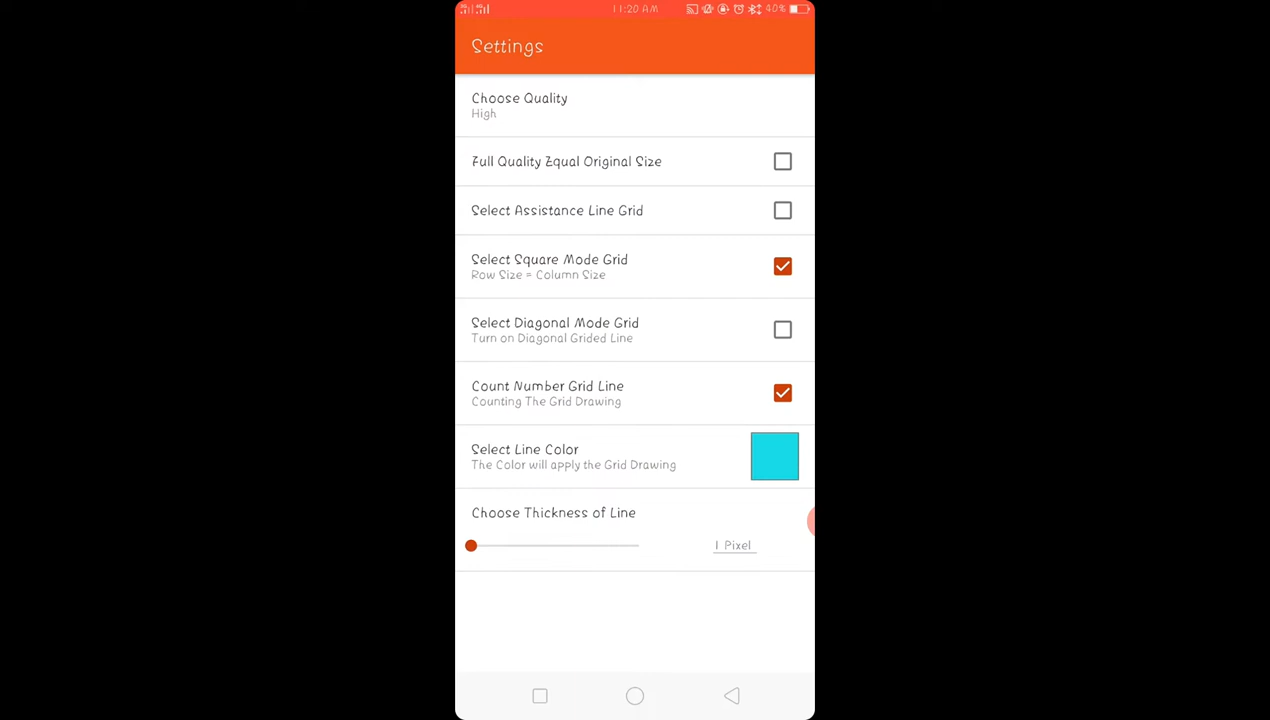 11:20 AM
40%
Settings
Choose Quality
High
Full Quality Equal Original Size
Select Assistance Line Grid
Select Square Mode Grid
Row Size = Column Size
Select Diagonal Mode Grid
Turn on Diagonal Grided Line
Count Number Grid Line
Counting The Grid Drawing
Select Line Color
The Color will apply the Grid Drawing
Choose Thickness of Line
1 Pixel